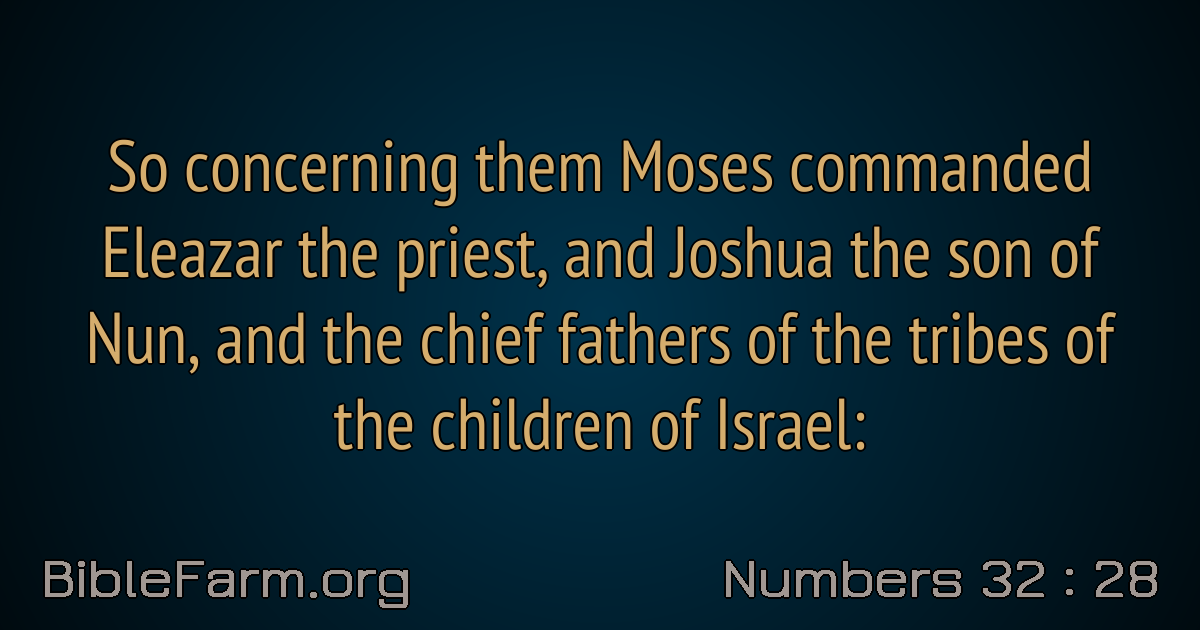 So concerning them Moses commanded
Eleazar the priest, and Joshua the son of
Nun, and the chief fathers of the tribes of
the children of Israel:
BibleFarm.org
Numbers 32 : 28